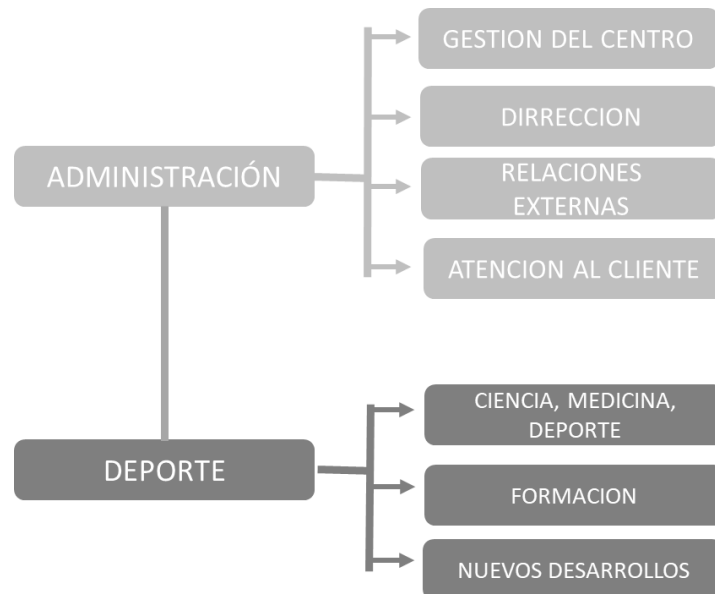 GESTION DEL CENTRO
DIRRECCION
ADMINISTRACIÓN
RELACIONES
EXTERNAS
ATENCION AL CLIENTE
CIENCIA, MEDICINA,
DEPORTE
DEPORTE
FORMACION
NUEVOS DESARROLLOS